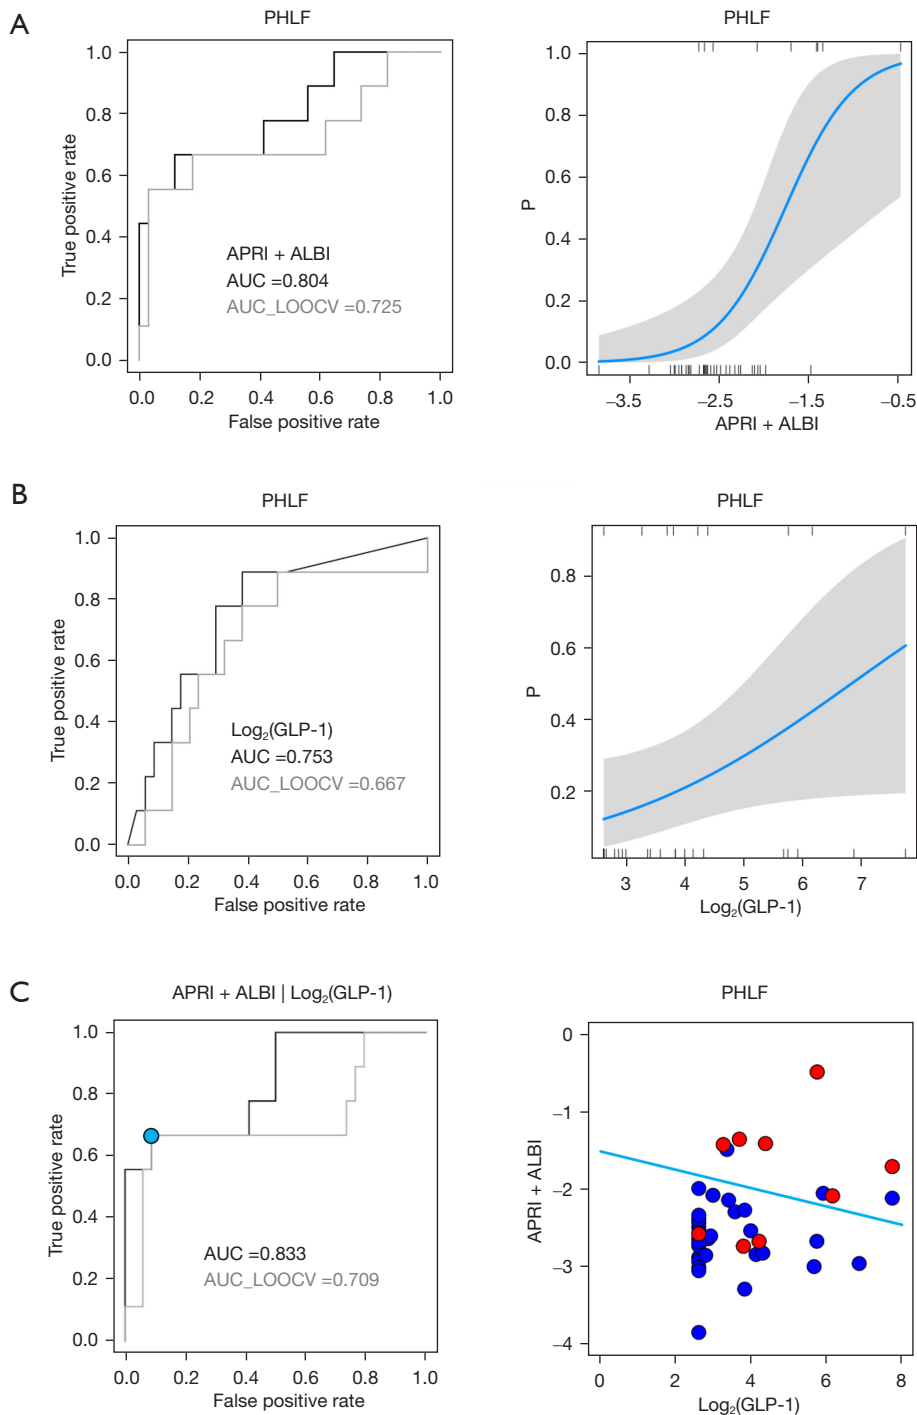 A
PHLF
True positive rate
1.0
0.8
0.6
0.4
0.2
0.0
APRI + ALBI
AUC =0.804
AUC_LOOCV =0.725
0.0 0.2 0.4 0.6 0.8 1.0
False positive rate
PHLF
P
1.0
0.8
0.6
0.4
0.2
0.0
−3.5 −2.5 −1.5 −0.5
APRI + ALBI
B
PHLF
True positive rate
1.0
0.8
0.6
0.4
0.2
0.0
Log₂(GLP-1)
AUC =0.753
AUC_LOOCV =0.667
0.0 0.2 0.4 0.6 0.8 1.0
False positive rate
PHLF
P
0.8
0.6
0.4
0.2
3 4 5 6 7
Log₂(GLP-1)
C
APRI + ALBI | Log₂(GLP-1)
True positive rate
1.0
0.8
0.6
0.4
0.2
0.0
AUC =0.833
AUC_LOOCV =0.709
0.0 0.2 0.4 0.6 0.8 1.0
False positive rate
PHLF
APRI + ALBI
0
−1
−2
−3
−4
0 2 4 6 8
Log₂(GLP-1)